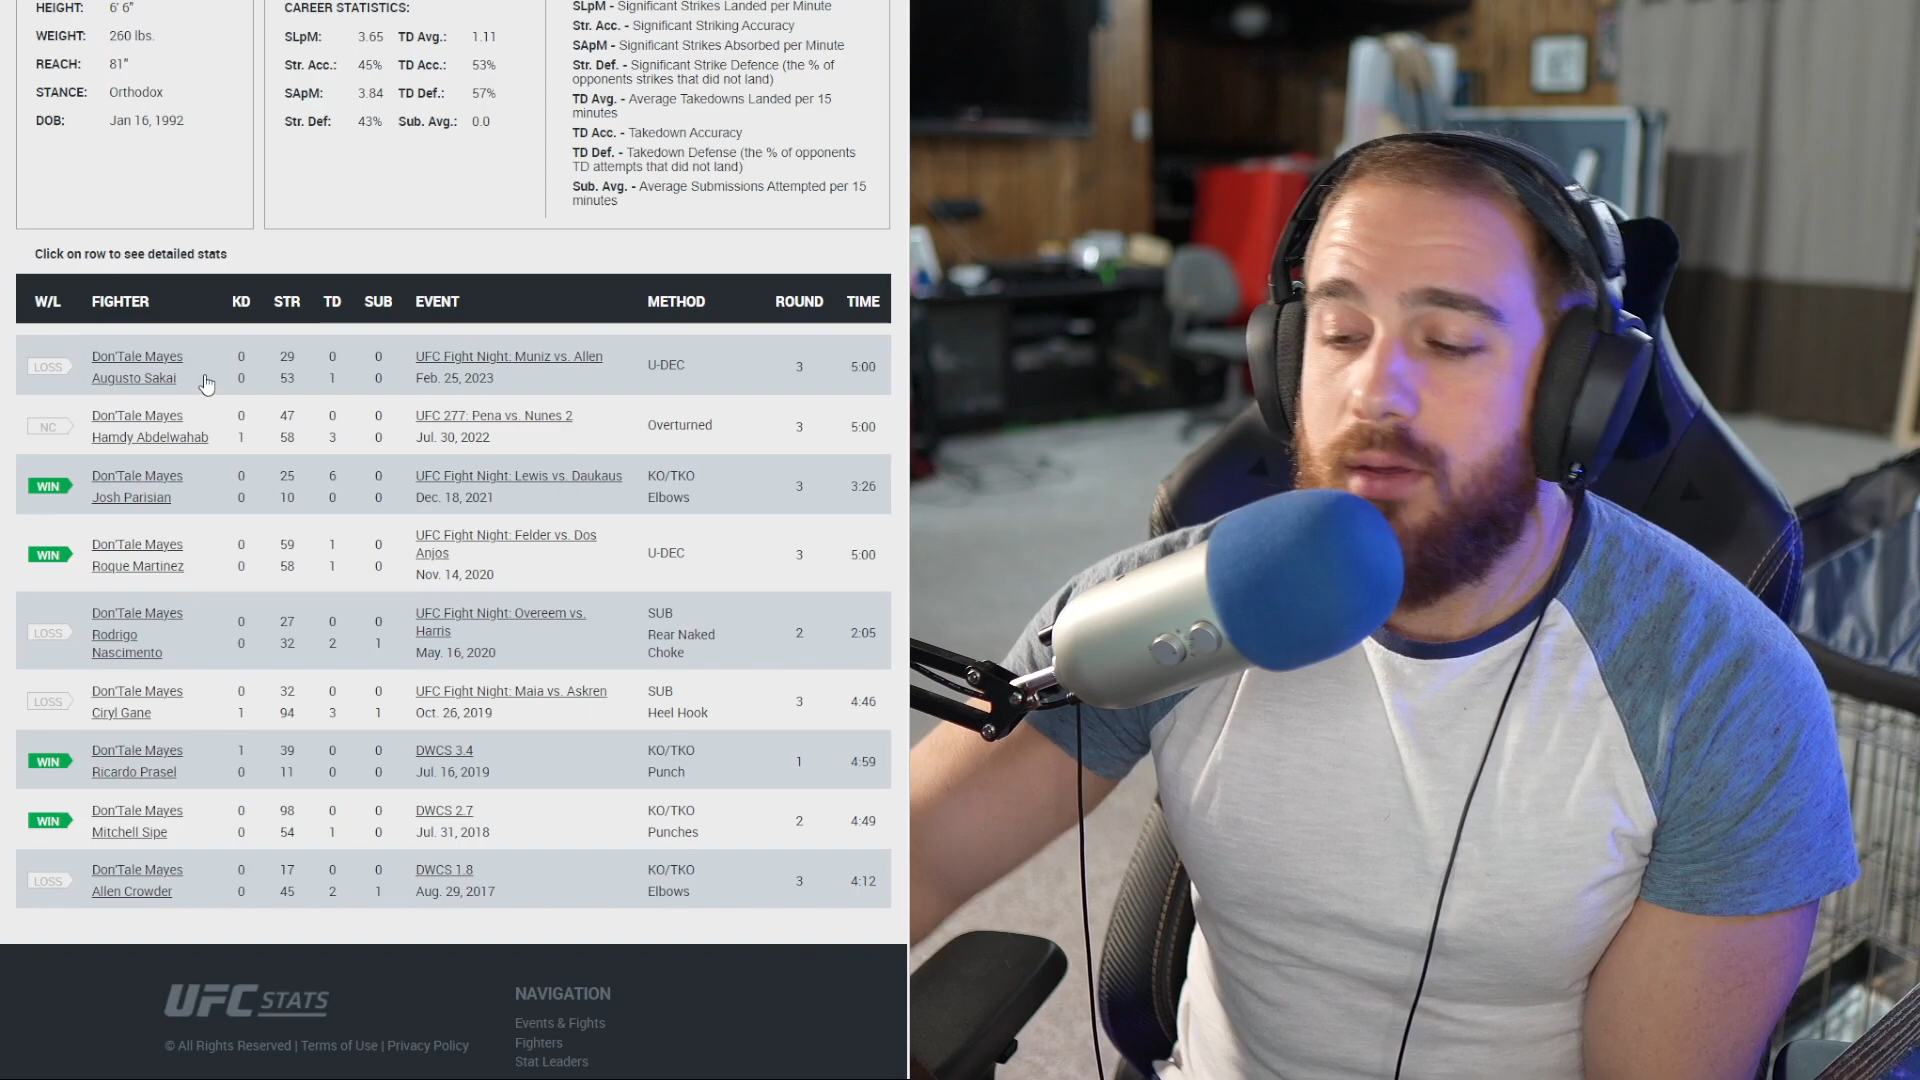 HEIGHT: 6' 6"
WEIGHT: 260 lbs.
REACH: 81"
STANCE: Orthodox
DOB: Jan 16, 1992
CAREER STATISTICS:
SLpM: 3.65 TD Avg.: 1.11
Str. Acc.: 45% TD Acc.: 53%
SApM: 3.84 TD Def.: 57%
Str. Def: 43% Sub. Avg.: 0.0
SLpM - Significant Strikes Landed per Minute
Str. Acc. - Significant Striking Accuracy
SApM - Significant Strikes Absorbed per Minute
Str. Def. - Significant Strike Defence (the % of
opponents strikes that did not land)
TD Avg. - Average Takedowns Landed per 15
minutes
TD Acc. - Takedown Accuracy
TD Def. - Takedown Defense (the % of opponents
TD attempts that did not land)
Sub. Avg. - Average Submissions Attempted per 15
minutes
Click on row to see detailed stats
W/L FIGHTER KD STR TD SUB EVENT METHOD ROUND TIME
LOSS Don'Tale Mayes 0 29 0 0 UFC Fight Night: Muniz vs. Allen U-DEC 3 5:00
Augusto Sakai 0 53 1 0 Feb. 25, 2023
NC Don'Tale Mayes 0 47 0 0 UFC 277: Pena vs. Nunes 2 Overturned 3 5:00
Hamdy Abdelwahab 1 58 3 0 Jul. 30, 2022
WIN Don'Tale Mayes 0 25 6 0 UFC Fight Night: Lewis vs. Daukaus KO/TKO 3 3:26
Josh Parisian 0 10 0 0 Dec. 18, 2021 Elbows
WIN Don'Tale Mayes 0 59 1 0 UFC Fight Night: Felder vs. Dos
Anjos U-DEC 3 5:00
Roque Martinez 0 58 1 0 Nov. 14, 2020
LOSS Don'Tale Mayes 0 27 0 0 UFC Fight Night: Overeem vs.
Harris SUB 2 2:05
Rodrigo
Nascimento 0 32 2 1 May. 16, 2020 Rear Naked
Choke
LOSS Don'Tale Mayes 0 32 0 0 UFC Fight Night: Maia vs. Askren SUB 3 4:46
Ciryl Gane 1 94 3 1 Oct. 26, 2019 Heel Hook
WIN Don'Tale Mayes 1 39 0 0 DWCS 3.4 KO/TKO 1 4:59
Ricardo Prasel 0 11 0 0 Jul. 16, 2019 Punch
WIN Don'Tale Mayes 0 98 0 0 DWCS 2.7 KO/TKO 2 4:49
Mitchell Sipe 0 54 1 0 Jul. 31, 2018 Punches
LOSS Don'Tale Mayes 0 17 0 0 DWCS 1.8 KO/TKO 3 4:12
Allen Crowder 0 45 2 1 Aug. 29, 2017 Elbows
UFC STATS
© All Rights Reserved | Terms of Use | Privacy Policy
NAVIGATION
Events & Fights
Fighters
Stat Leaders